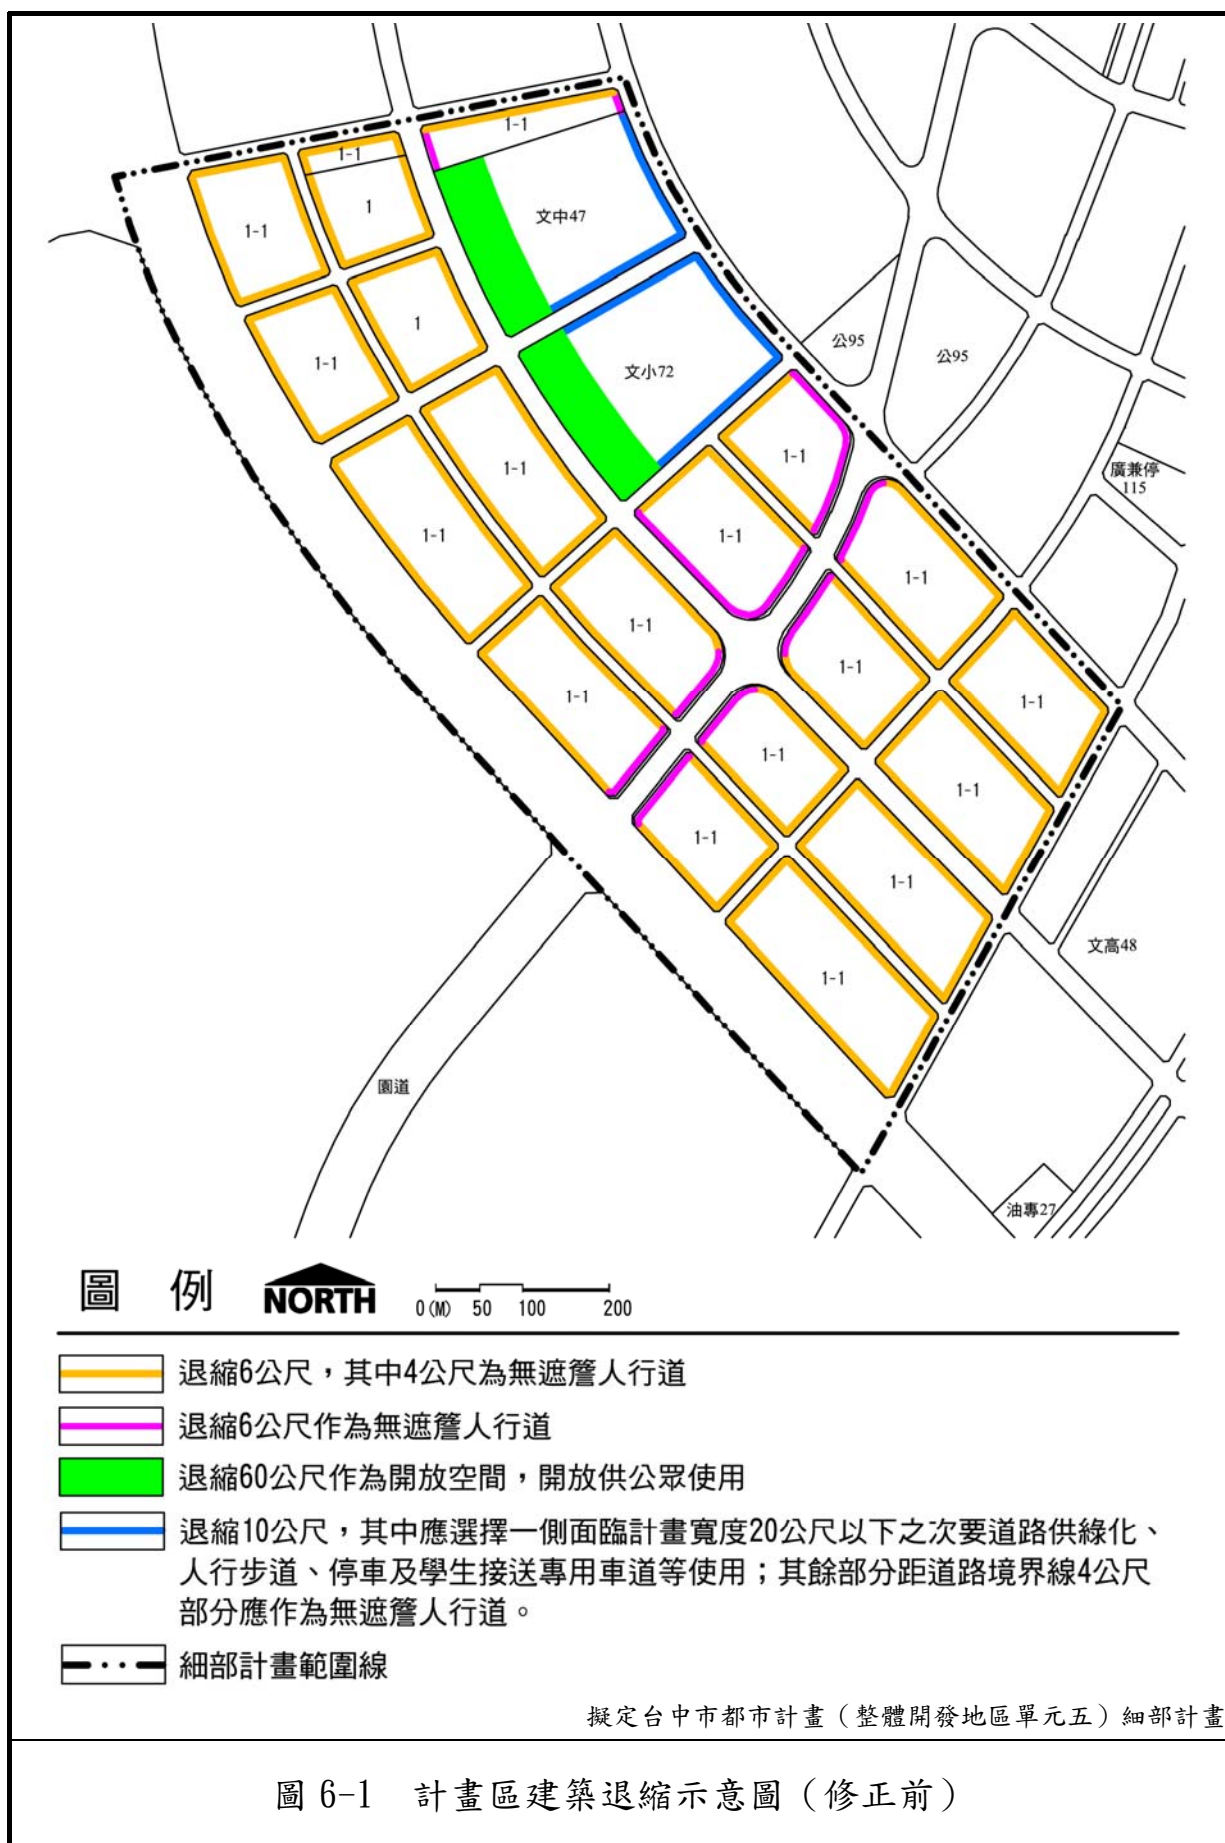 1-1
1-1
1-1
1
文中47
1
1-1
文小72
公95
公95
1-1
1-1
廣兼停
115
1-1
1-1
1-1
1-1
1-1
1-1
1-1
1-1
1-1
1-1
1-1
1-1
文高48
1-1
園道
油專27
圖 例 NORTH 0(M) 50 100 200
退縮6公尺,其中4公尺為無遮簷人行道
退縮6公尺作為無遮簷人行道
退縮60公尺作為開放空間,開放供公眾使用
退縮10公尺,其中應選擇一側面臨計畫寬度20公尺以下之次要道路供綠化、
人行步道、停車及學生接送專用車道等使用;其餘部分距道路境界線4公尺
部分應作為無遮簷人行道。
細部計畫範圍線
擬定台中市都市計畫(整體開發地區單元五)細部計畫
圖 6-1 計畫區建築退縮示意圖(修正前)